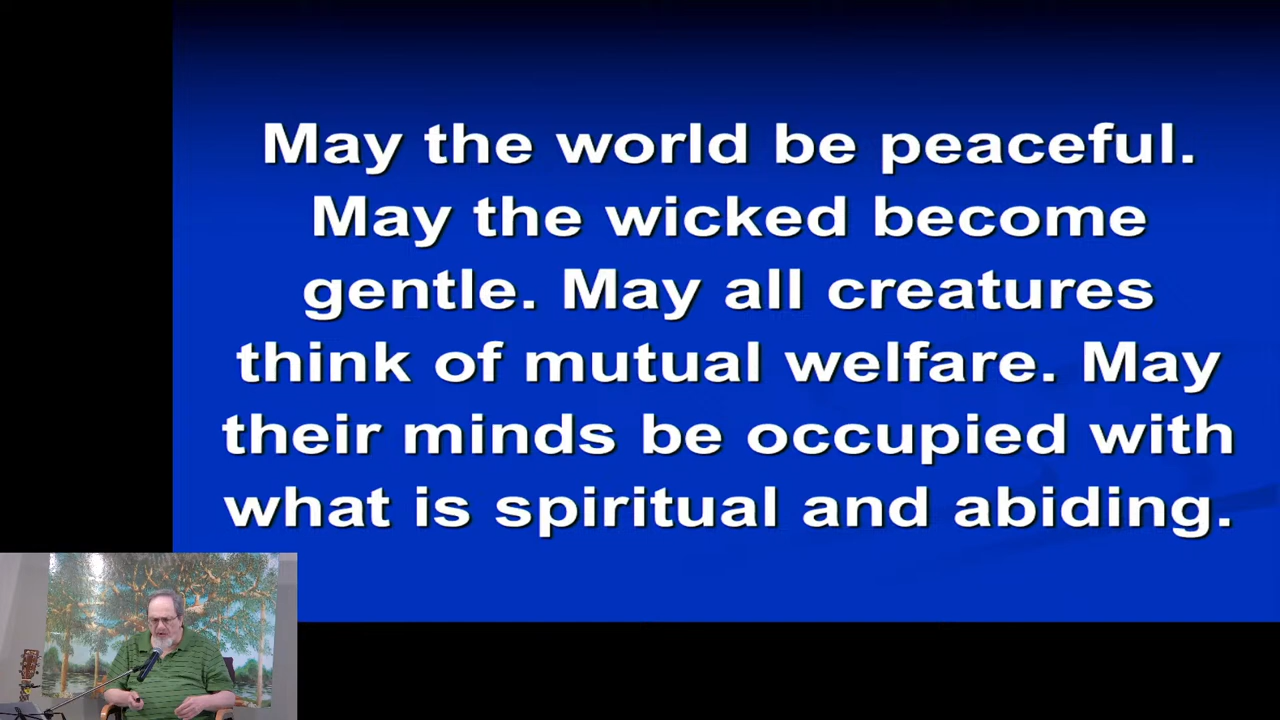 May the world be peaceful.
May the wicked become
gentle. May all creatures
think of mutual welfare. May
their minds be occupied with
what is spiritual and abiding.